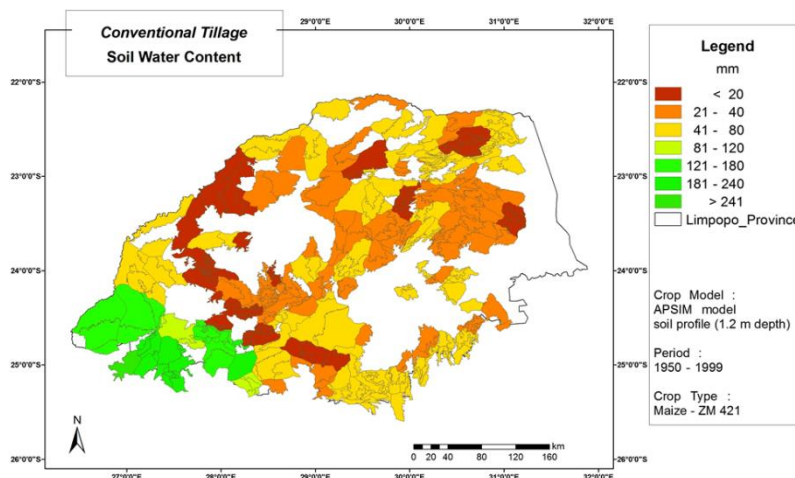 Conventional Tillage
Soil Water Content
29°0'0"S
30°0'0"E
31°0'0"E
32°0'0"E
22°0'0"S
23°0'0"S
24°0'0"S
25°0'0"S
26°0'0"S
22°0'0"S
23°0'0"S
24°0'0"S
25°0'0"S
26°0'0"S
27°0'0"E
28°0'0"E
29°0'0"E
30°0'0"E
31°0'0"E
32°0'0"E
N
km
0 10 20 40 80 120 160
Legend
mm
< 20
21 - 40
41 - 80
81 - 120
121 - 180
181 - 240
> 241
Limpopo_Province
Crop Model :
APSIM model
soil profile (1.2 m depth)
Period :
1950 - 1999
Crop Type :
Maize - ZM 421